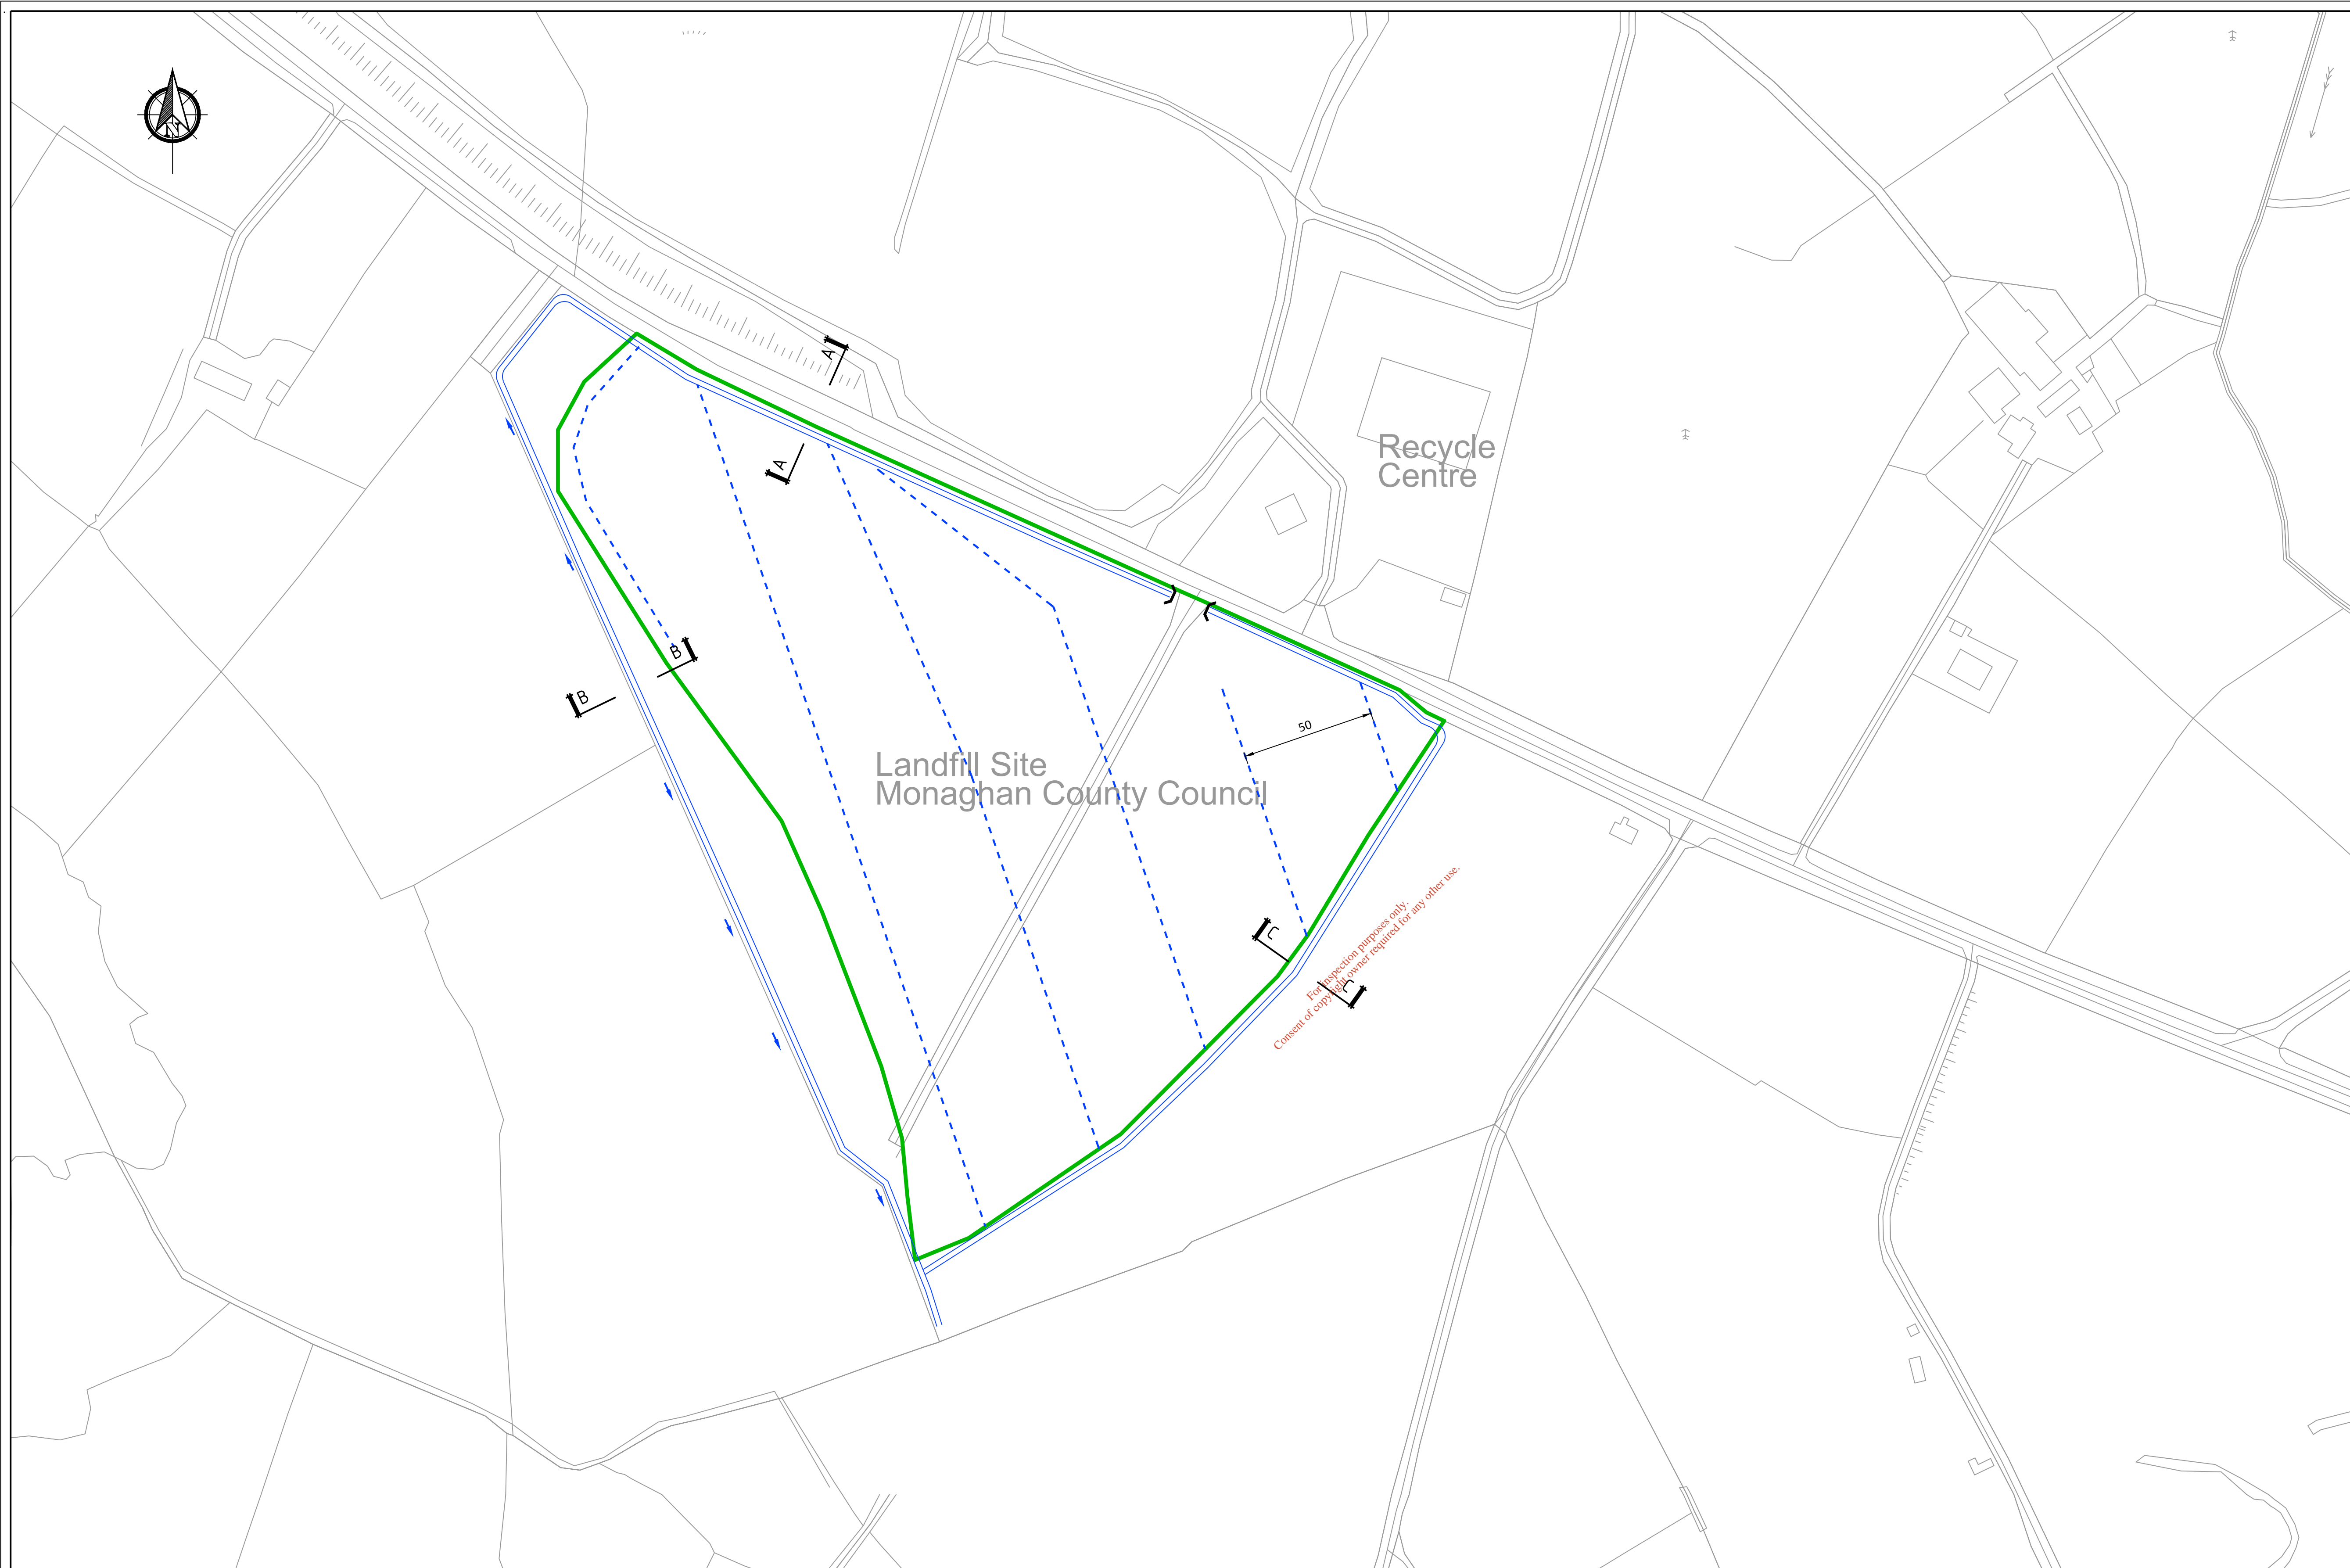 N
A
A
Recycle
Centre
B
B
50
Landfill Site
Monaghan County Council
C
C
For inspection purposes only.
Consent of copyright owner required for any other use.